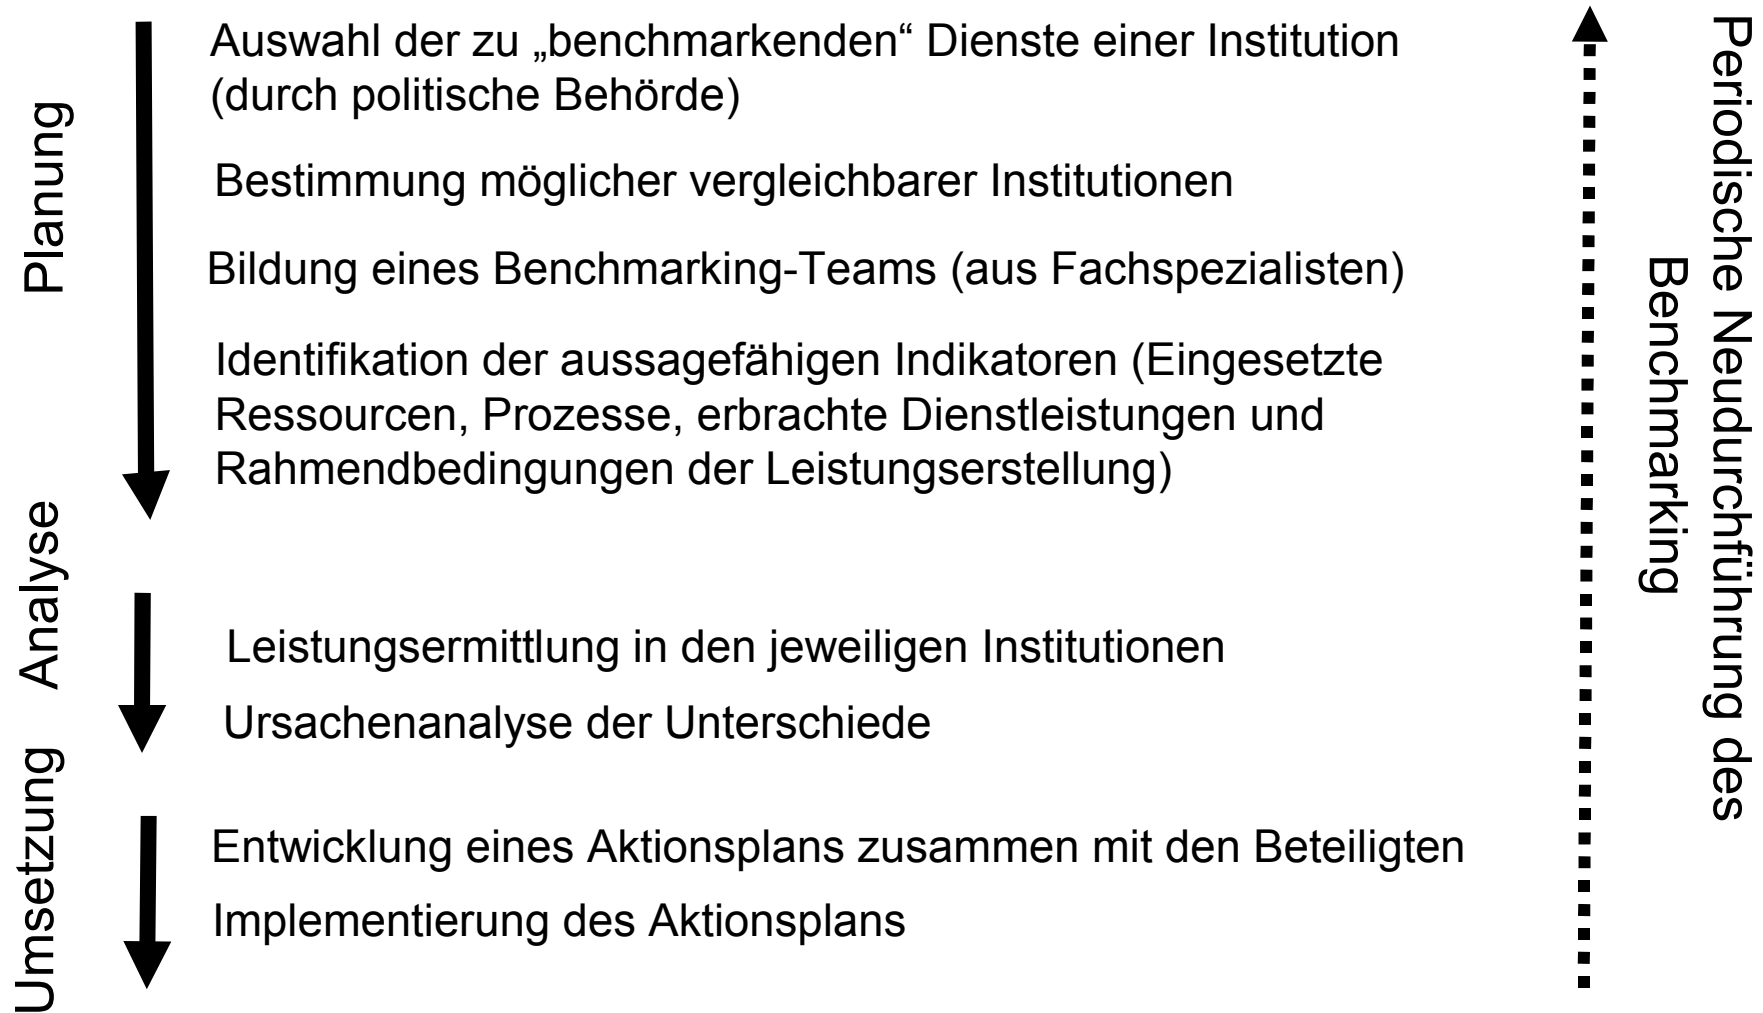 Planung
Auswahl der zu „benchmarkenden“ Dienste einer Institution
(durch politische Behörde)
Bestimmung möglicher vergleichbarer Institutionen
Bildung eines Benchmarking-Teams (aus Fachspezialisten)
Identifikation der aussagefähigen Indikatoren (Eingesetzte
Ressourcen, Prozesse, erbrachte Dienstleistungen und
Rahmendbedingungen der Leistungserstellung)
Analyse
Leistungsermittlung in den jeweiligen Institutionen
Ursachenanalyse der Unterschiede
Umsetzung
Entwicklung eines Aktionsplans zusammen mit den Beteiligten
Implementierung des Aktionsplans
Periodische Neudurchführung des
Benchmarking